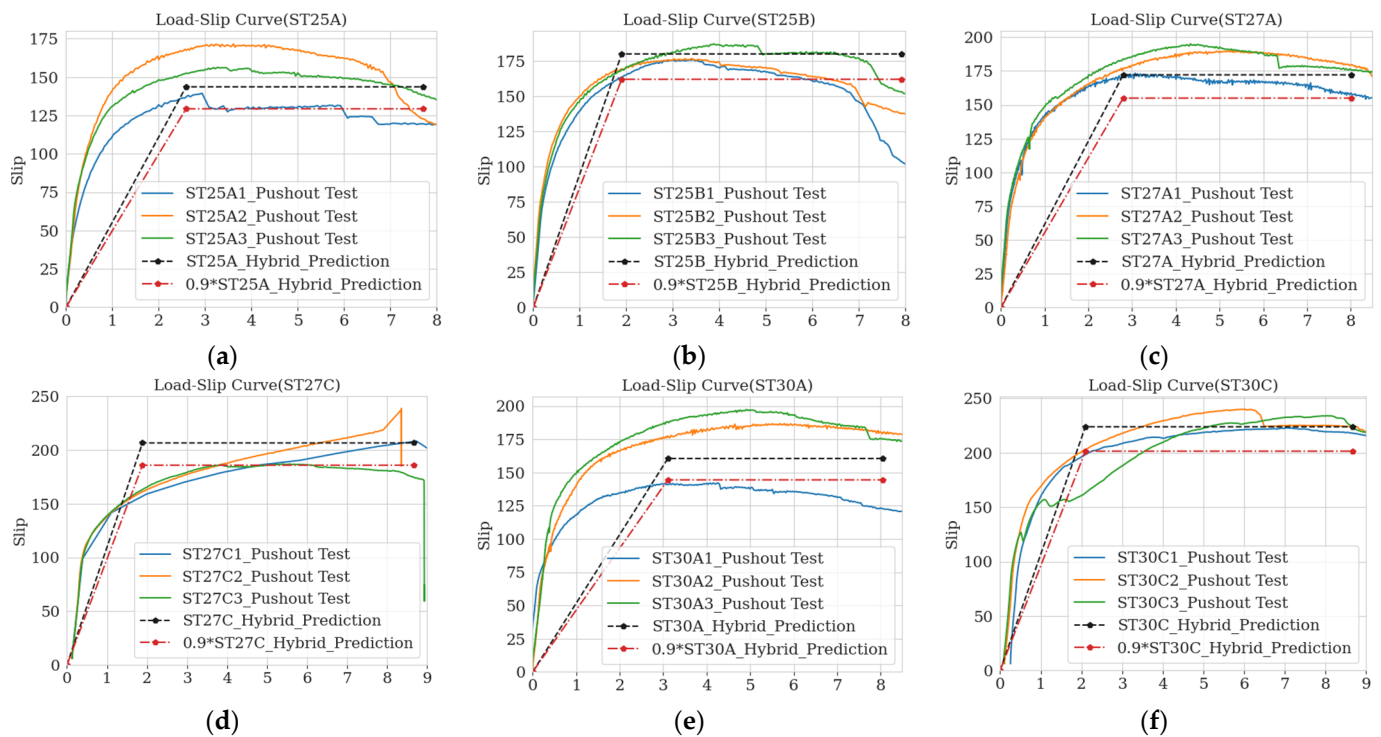 Load-Slip Curve(ST25A)
Slip
175
150
125
100
75
50
25
0
0 1 2 3 4 5 6 7 8
ST25A1_Pushout Test
ST25A2_Pushout Test
ST25A3_Pushout Test
ST25A_Hybrid_Prediction
0.9*ST25A_Hybrid_Prediction
(a)
Load-Slip Curve(ST25B)
Slip
175
150
125
100
75
50
25
0
0 1 2 3 4 5 6 7 8
ST25B1_Pushout Test
ST25B2_Pushout Test
ST25B3_Pushout Test
ST25B_Hybrid_Prediction
0.9*ST25B_Hybrid_Prediction
(b)
Load-Slip Curve(ST27A)
Slip
200
175
150
125
100
75
50
25
0
0 1 2 3 4 5 6 7 8
ST27A1_Pushout Test
ST27A2_Pushout Test
ST27A3_Pushout Test
ST27A_Hybrid_Prediction
0.9*ST27A_Hybrid_Prediction
(c)
Load-Slip Curve(ST27C)
Slip
250
200
150
100
50
0
0 1 2 3 4 5 6 7 8 9
ST27C1_Pushout Test
ST27C2_Pushout Test
ST27C3_Pushout Test
ST27C_Hybrid_Prediction
0.9*ST27C_Hybrid_Prediction
(d)
Load-Slip Curve(ST30A)
Slip
200
175
150
125
100
75
50
25
0
0 1 2 3 4 5 6 7 8
ST30A1_Pushout Test
ST30A2_Pushout Test
ST30A3_Pushout Test
ST30A_Hybrid_Prediction
0.9*ST30A_Hybrid_Prediction
(e)
Load-Slip Curve(ST30C)
Slip
250
200
150
100
50
0
0 1 2 3 4 5 6 7 8 9
ST30C1_Pushout Test
ST30C2_Pushout Test
ST30C3_Pushout Test
ST30C_Hybrid_Prediction
0.9*ST30C_Hybrid_Prediction
(f)